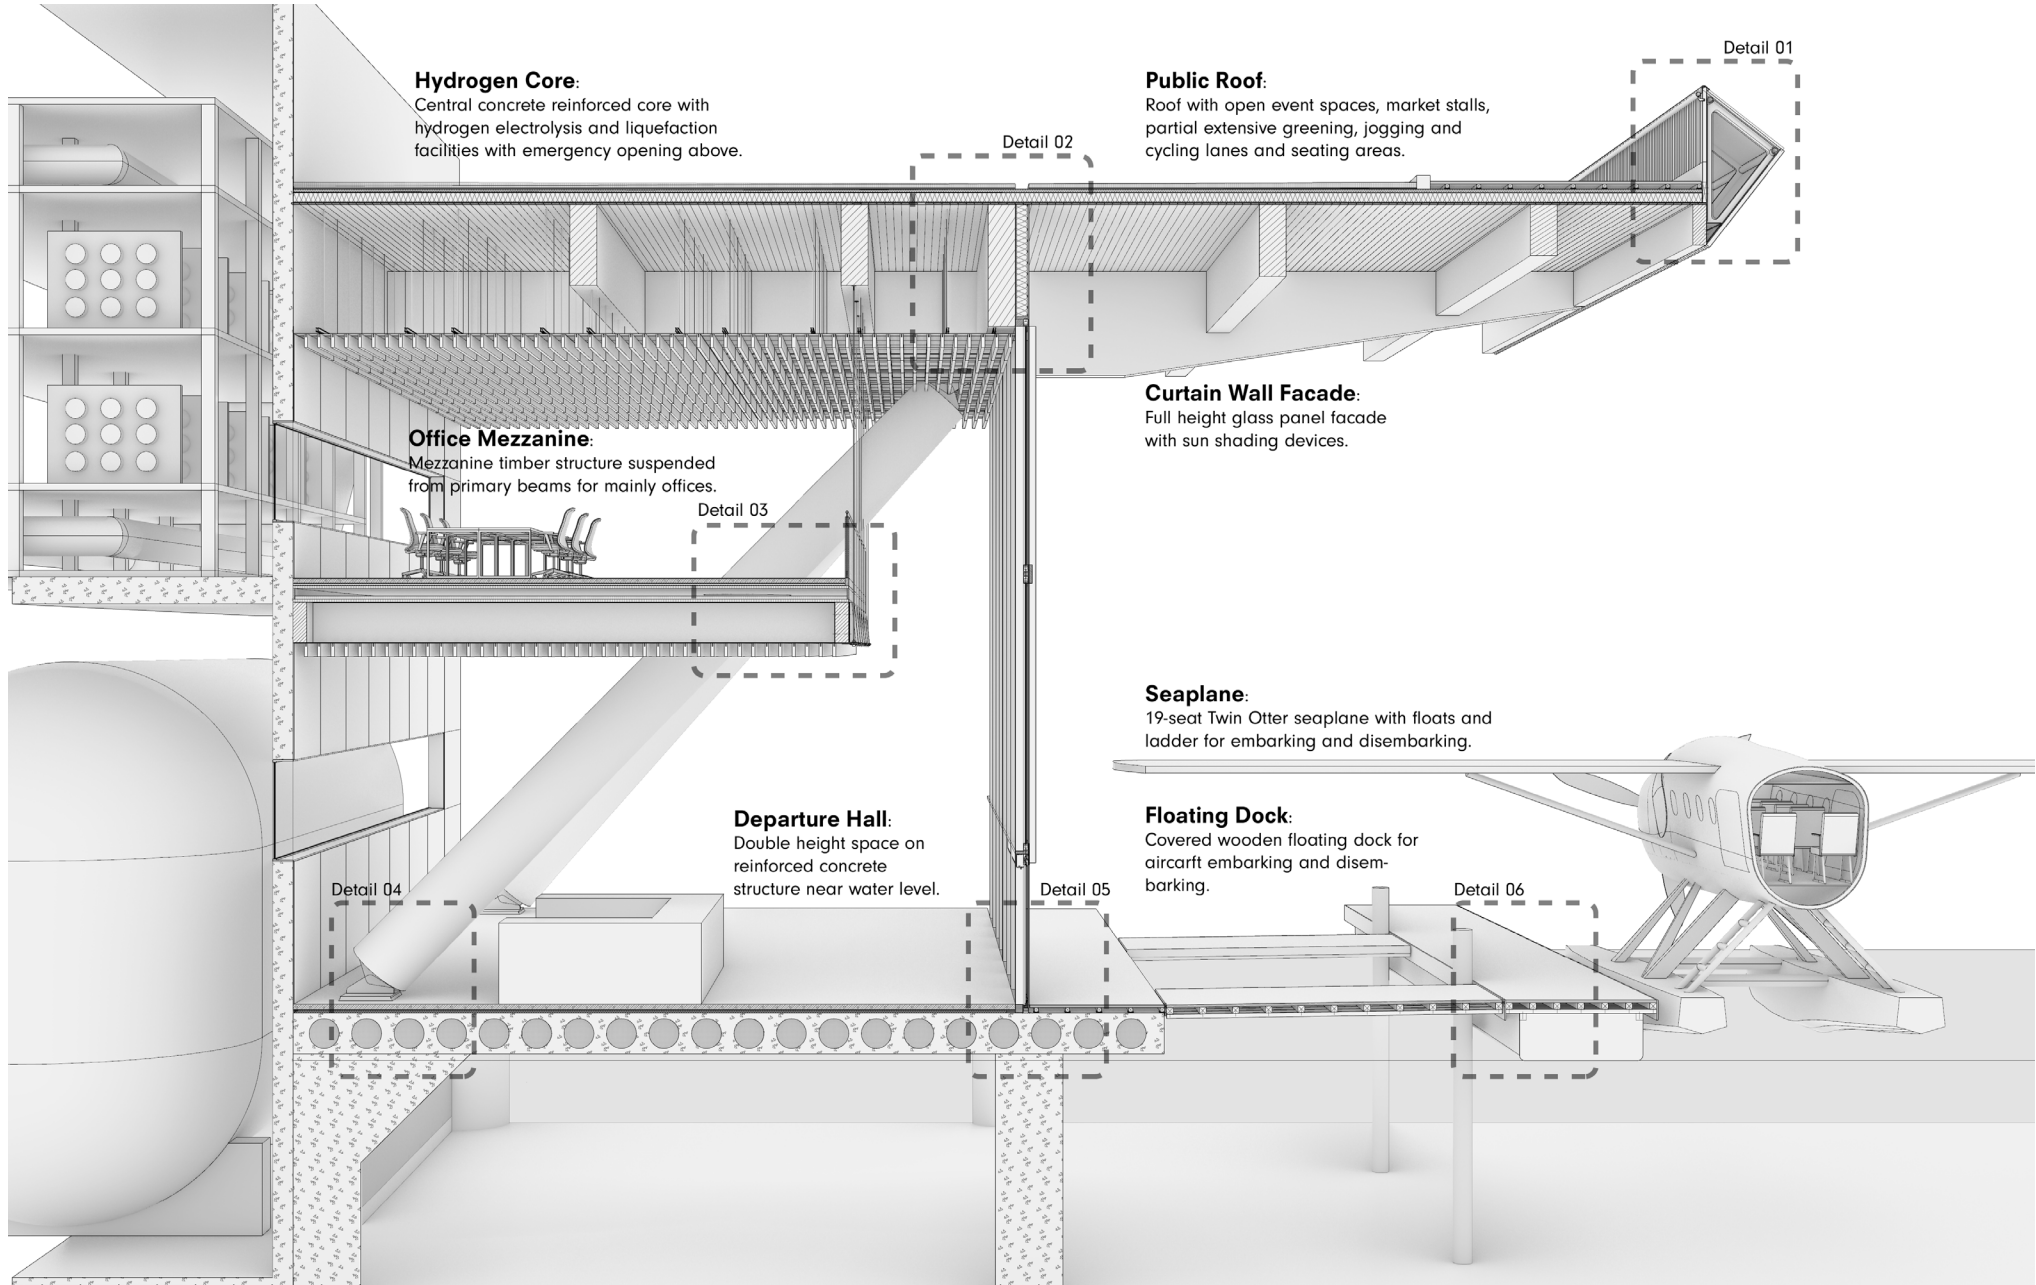 Detail 01
Hydrogen Core:
Central concrete reinforced core with
hydrogen electrolysis and liquefaction
facilities with emergency opening above.
Public Roof:
Roof with open event spaces, market stalls,
partial extensive greening, jogging and
cycling lanes and seating areas.
Detail 02
Curtain Wall Facade:
Full height glass panel facade
with sun shading devices.
Office Mezzanine:
Mezzanine timber structure suspended
from primary beams for mainly offices.
Detail 03
Seaplane:
19-seat Twin Otter seaplane with floats and
ladder for embarking and disembarking.
Departure Hall:
Double height space on
reinforced concrete
structure near water level.
Floating Dock:
Covered wooden floating dock for
aircarft embarking and disem-
barking.
Detail 04
Detail 05
Detail 06